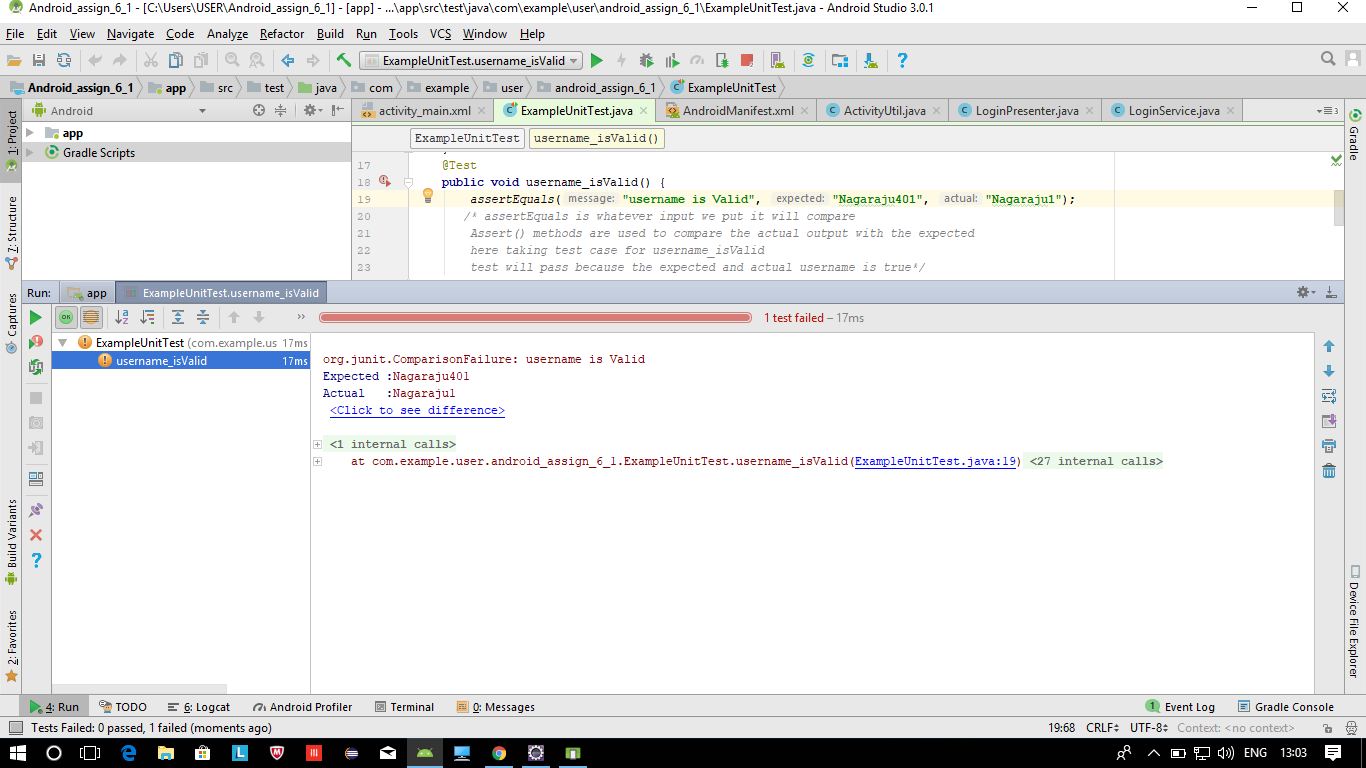 Android_assign_6_1 - [C:\Users\USER\Android_assign_6_1] - [app] - ...\app\src\test\java\com\example\user\android_assign_6_1\ExampleUnitTest.java - Android Studio 3.0.1
File Edit View Navigate Code Analyze Refactor Build Run Tools VCS Window Help
ExampleUnitTest.username_isValid
Android_assign_6_1 app src test java com example user android_assign_6_1 ExampleUnitTest
Android
activity_main.xml ExampleUnitTest.java AndroidManifest.xml ActivityUtil.java LoginPresenter.java LoginService.java
1: Project
7: Structure
Captures
Build Variants
2: Favorites
app
Gradle Scripts
ExampleUnitTest username_isValid()
17 @Test
18 public void username_isValid() {
19 assertEquals( message: "username is Valid", expected: "Nagaraju401", actual: "Nagaraju1");
20 /* assertEquals is whatever input we put it will compare
21 Assert() methods are used to compare the actual output with the expected
22 here taking test case for username_isValid
23 test will pass because the expected and actual username is true*/
Gradle
Device File Explorer
Run: app ExampleUnitTest.username_isValid
OK
1 test failed – 17ms
ExampleUnitTest (com.example.us 17ms
username_isValid 17ms
org.junit.ComparisonFailure: username is Valid
Expected :Nagaraju401
Actual :Nagaraju1
<Click to see difference>
<1 internal calls>
at com.example.user.android_assign_6_1.ExampleUnitTest.username_isValid(ExampleUnitTest.java:19) <27 internal calls>
4: Run TODO 6: Logcat Android Profiler Terminal 0: Messages 1 Event Log Gradle Console
Tests Failed: 0 passed, 1 failed (moments ago) 19:68 CRLF UTF-8 Context: <no context>
L ENG 13:03